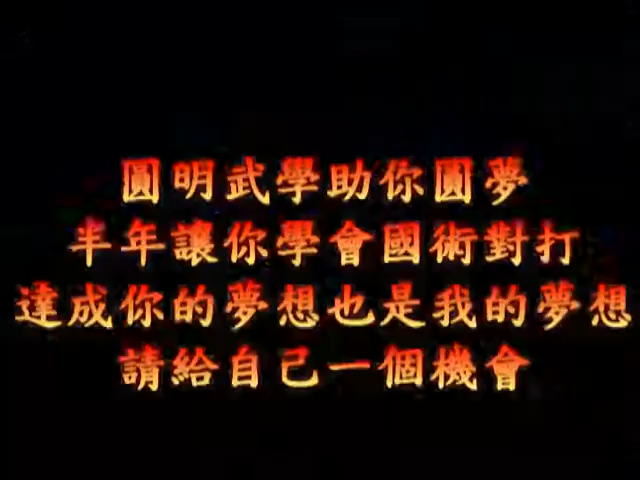 圓明武學助你圓夢
半年讓你學會國術對打
達成你的夢想也是我的夢想
請給自己一個機會